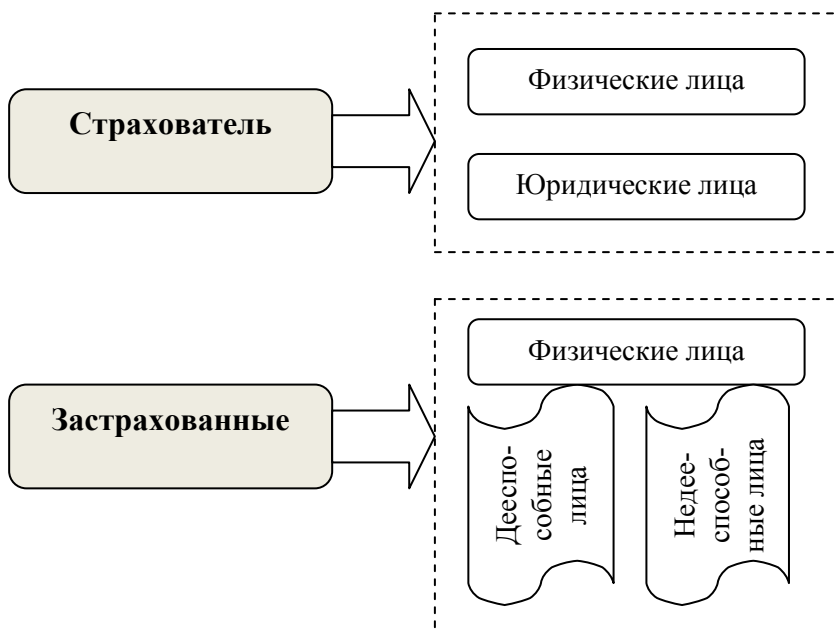 Страхователь
Физические лица
Юридические лица
Застрахованные
Физические лица
Дееспо-
собные
лица
Недее-
способ-
ные лица